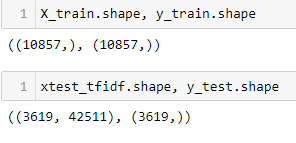 1 X_train.shape, y_train.shape
((10857,), (10857,))
1 xtest_tfidf.shape, y_test.shape
((3619, 42511), (3619,))